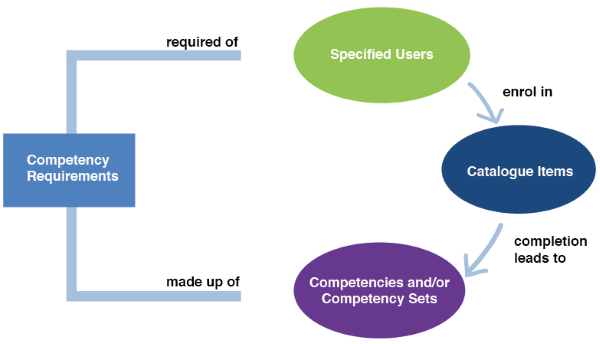 required of
Specified Users
enrol in
Competency
Requirements
Catalogue Items
completion
leads to
made up of
Competencies and/or
Competency Sets